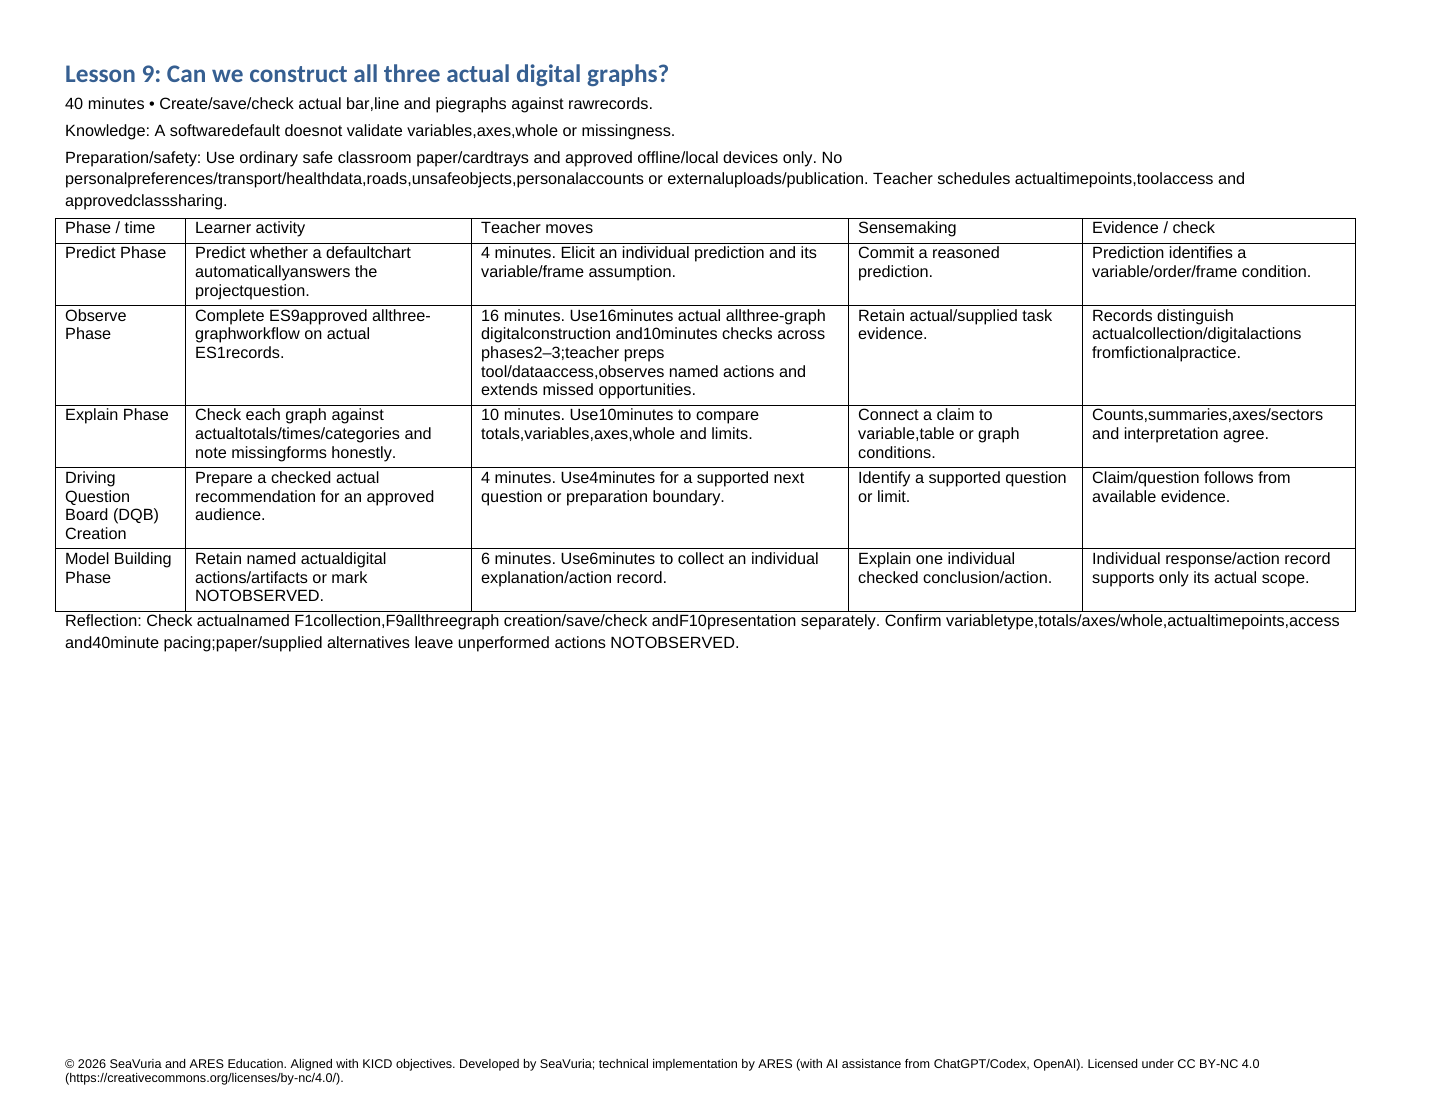 Lesson 9: Can we construct all three actual digital graphs?
40 minutes • Create/save/check actual bar,line and piegraphs against rawrecords.
Knowledge: A softwaredefault doesnot validate variables,axes,whole or missingness.
Preparation/safety: Use ordinary safe classroom paper/cardtrays and approved offline/local devices only. No
personalpreferences/transport/healthdata,roads,unsafeobjects,personalaccounts or externaluploads/publication. Teacher schedules actualtimepoints,toolaccess and
approvedclasssharing.
Phase / time
Learner activity
Teacher moves
Sensemaking
Evidence / check
Predict Phase
Predict whether a defaultchart
automaticallyanswers the
projectquestion.
4 minutes. Elicit an individual prediction and its
variable/frame assumption.
Commit a reasoned
prediction.
Prediction identifies a
variable/order/frame condition.
Observe
Phase
Complete ES9approved allthree-
graphworkflow on actual
ES1records.
16 minutes. Use16minutes actual allthree-graph
digitalconstruction and10minutes checks across
phases2–3;teacher preps
tool/dataaccess,observes named actions and
extends missed opportunities.
Retain actual/supplied task
evidence.
Records distinguish
actualcollection/digitalactions
fromfictionalpractice.
Explain Phase
Check each graph against
actualtotals/times/categories and
note missingforms honestly.
10 minutes. Use10minutes to compare
totals,variables,axes,whole and limits.
Connect a claim to
variable,table or graph
conditions.
Counts,summaries,axes/sectors
and interpretation agree.
Driving
Question
Board (DQB)
Creation
Prepare a checked actual
recommendation for an approved
audience.
4 minutes. Use4minutes for a supported next
question or preparation boundary.
Identify a supported question
or limit.
Claim/question follows from
available evidence.
Model Building
Phase
Retain named actualdigital
actions/artifacts or mark
NOTOBSERVED.
6 minutes. Use6minutes to collect an individual
explanation/action record.
Explain one individual
checked conclusion/action.
Individual response/action record
supports only its actual scope.
Reflection: Check actualnamed F1collection,F9allthreegraph creation/save/check andF10presentation separately. Confirm variabletype,totals/axes/whole,actualtimepoints,access
and40minute pacing;paper/supplied alternatives leave unperformed actions NOTOBSERVED.
© 2026 SeaVuria and ARES Education. Aligned with KICD objectives. Developed by SeaVuria; technical implementation by ARES (with AI assistance from ChatGPT/Codex, OpenAI). Licensed under CC BY-NC 4.0
(https://creativecommons.org/licenses/by-nc/4.0/).